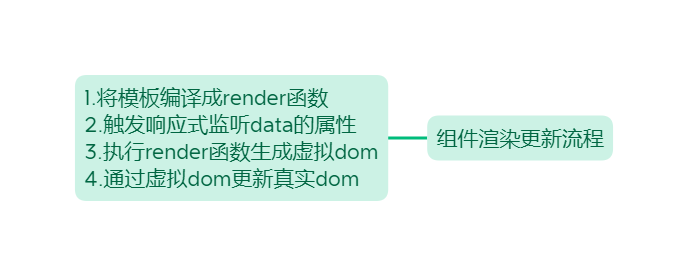 1.将模板编译成render函数
2.触发响应式监听data的属性
3.执行render函数生成虚拟dom
4.通过虚拟dom更新真实dom
组件渲染更新流程